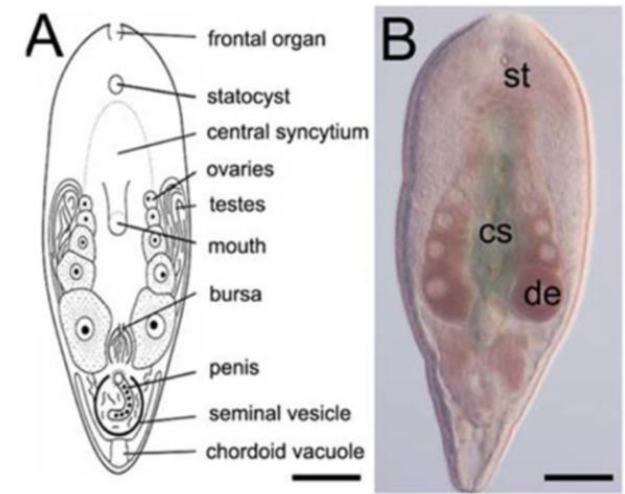 A
frontal organ
statocyst
central syncytium
ovaries
testes
mouth
bursa
penis
seminal vesicle
chordoid vacuole
B
st
cs
de